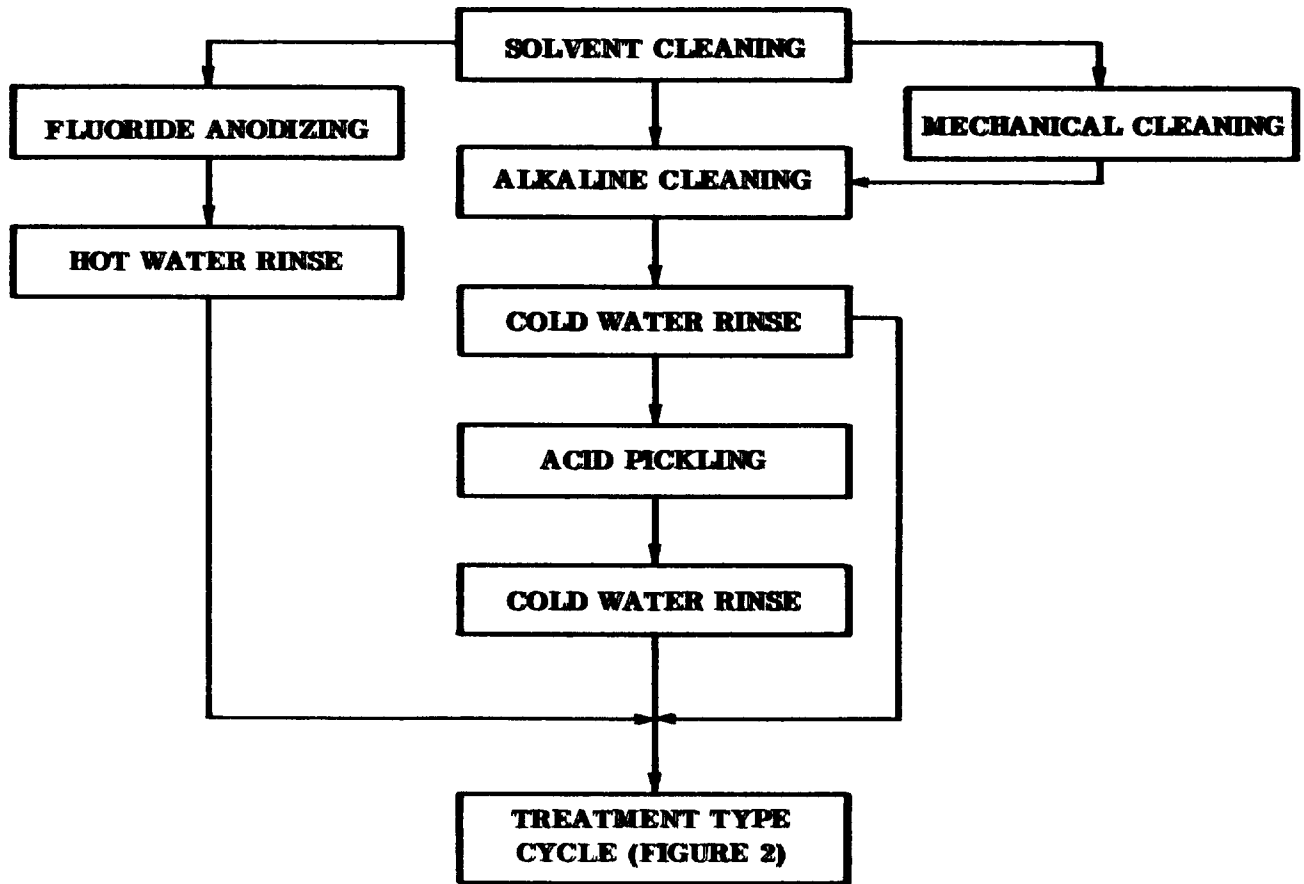 SOLVENT CLEANING
FLUORIDE ANODIZING
MECHANICAL CLEANING
ALKALINE CLEANING
HOT WATER RINSE
COLD WATER RINSE
ACID PICKLING
COLD WATER RINSE
TREATMENT TYPE
CYCLE (FIGURE 2)